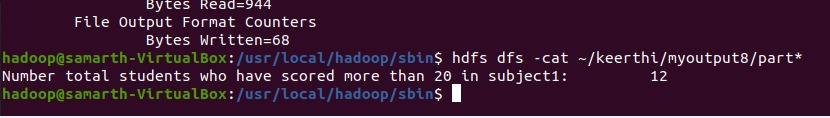 Bytes Read=944
File Output Format Counters
Bytes Written=68
hadoop@samarth-VirtualBox:/usr/local/hadoop/sbin$ hdfs dfs -cat ~/keerthi/myoutput8/part*
Number total students who have scored more than 20 in subject1: 12
hadoop@samarth-VirtualBox:/usr/local/hadoop/sbin$